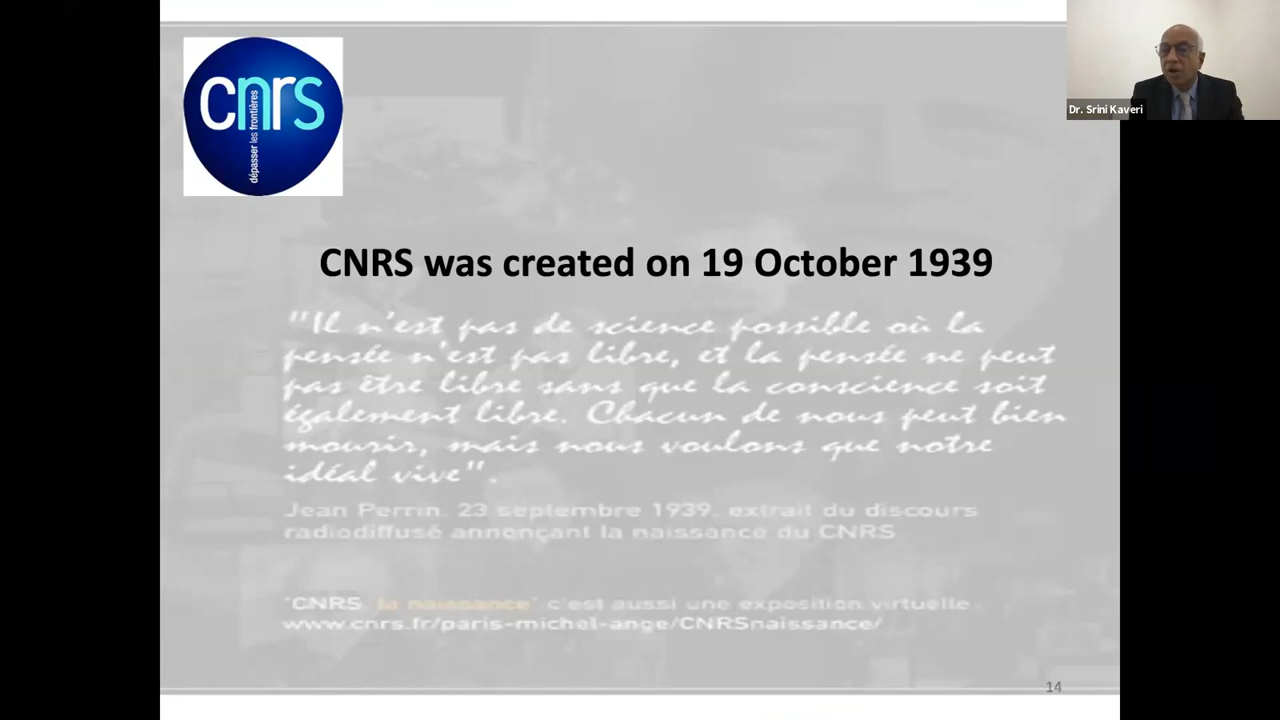 cnrs
dépasser les frontières
Dr. Srini Kaveri
CNRS was created on 19 October 1939
"Il n'est pas de science possible où la
pensée n'est pas libre, et la pensée ne peut
pas être libre sans que la conscience soit
également libre. Chacun de nous peut bien
mourir, mais nous voulons que notre
idéal vive".
Jean Perrin, 23 septembre 1939, extrait du discours
radiodiffusé annençant la naissance du CNRS
"CNRS la naissance" c'est aussi une exposition virtuelle.
www.cnrs.fr/paris-michel-ange/CNRSnaissance/
14